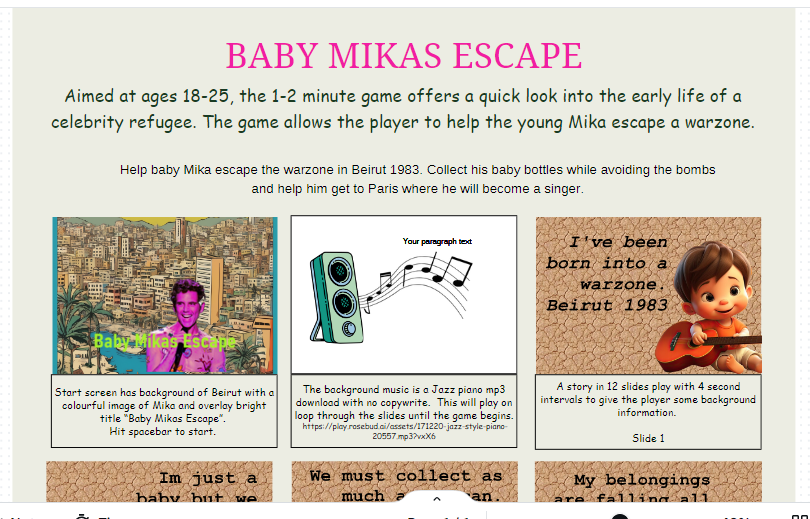 BABY MIKAS ESCAPE
Aimed at ages 18-25, the 1-2 minute game offers a quick look into the early life of a
celebrity refugee. The game allows the player to help the young Mika escape a warzone.
Help baby Mika escape the warzone in Beirut 1983. Collect his baby bottles while avoiding the bombs
and help him get to Paris where he will become a singer.
Baby Mikas Escape
Start screen has background of Beirut with a
colourful image of Mika and overlay bright
title "Baby Mikas Escape".
Hit spacebar to start.
Your paragraph text
The background music is a Jazz piano mp3
download with no copywrite. This will play on
loop through the slides until the game begins.
https://play.rosebud.ai/assets/171220-jazz-style-piano-
20557.mp3?vxX6
I've been
born into a
warzone.
Beirut 1983
A story in 12 slides play with 4 second
intervals to give the player some background
information.
Slide 1
Im just a
baby but we
We must collect as
much a
My belongings
are falling all